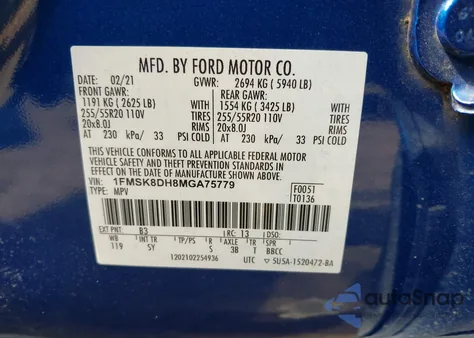 MFD. BY FORD MOTOR CO.
DATE: 02/21 GVWR: 2694 KG ( 5940 LB)
FRONT GAWR: REAR GAWR:
1191 KG ( 2625 LB) 1554 KG ( 3425 LB)
255/55R20 110V TIRES 255/55R20 110V TIRES
20x8.0J RIMS 20x8.0J RIMS
AT 230 kPa/ 33 PSI COLD AT 230 kPa/ 33 PSI COLD
THIS VEHICLE CONFORMS TO ALL APPLICABLE FEDERAL MOTOR
VEHICLE SAFETY AND THEFT PREVENTION STANDARDS IN
EFFECT ON THE DATE OF MANUFACTURE SHOWN ABOVE.
VIN: 1FMSK8DH8MGA75779 F0051
TYPE: MPV T0136
EXT PNT: B3 RC: 13 DSO:
WB INT TR TP/PS R AXLE TR SPR
119 SY S 3B T BBCC
1202102254936 UTC 5U5A-1520472-BA
autoSnap